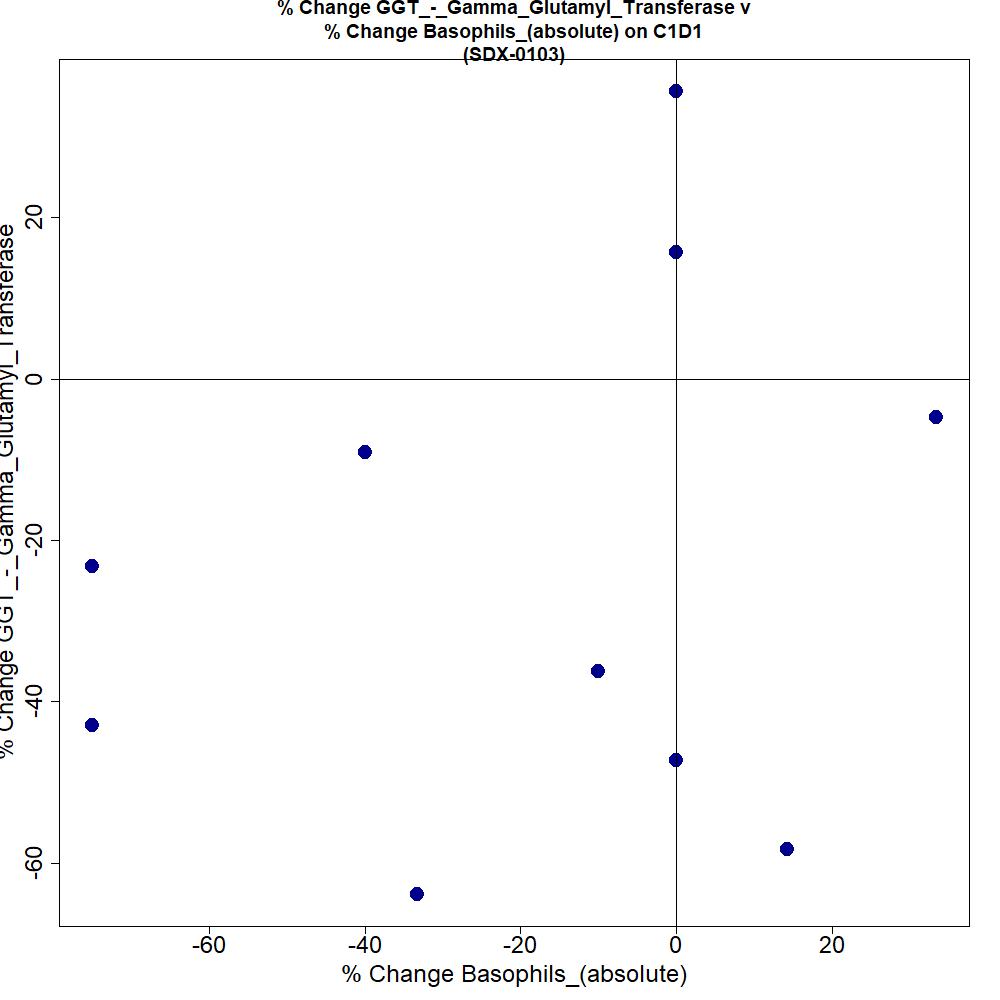 % Change GGT_-_Gamma_Glutamyl_Transferase v
% Change Basophils_(absolute) on C1D1
(SDX-0103)
% Change GGT_-_Gamma_Glutamyl_Transferase
20
0
-20
-40
-60
-60
-40
-20
0
20
% Change Basophils_(absolute)